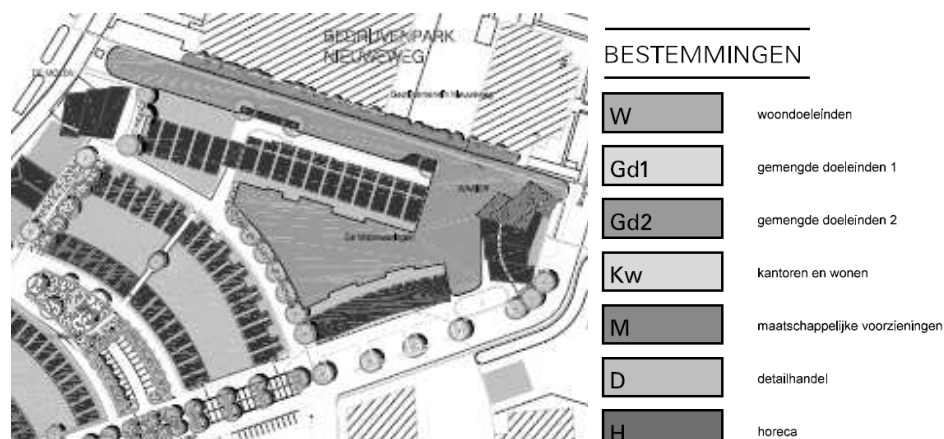 BEDRIJVENPARK
NIEUWEWEG
BESTEMMINGEN
W woondoeleinden
Gd1 gemengde doeleinden 1
Gd2 gemengde doeleinden 2
Kw kantoren en wonen
M maatschappelijke voorzieningen
D detailhandel
H horeca